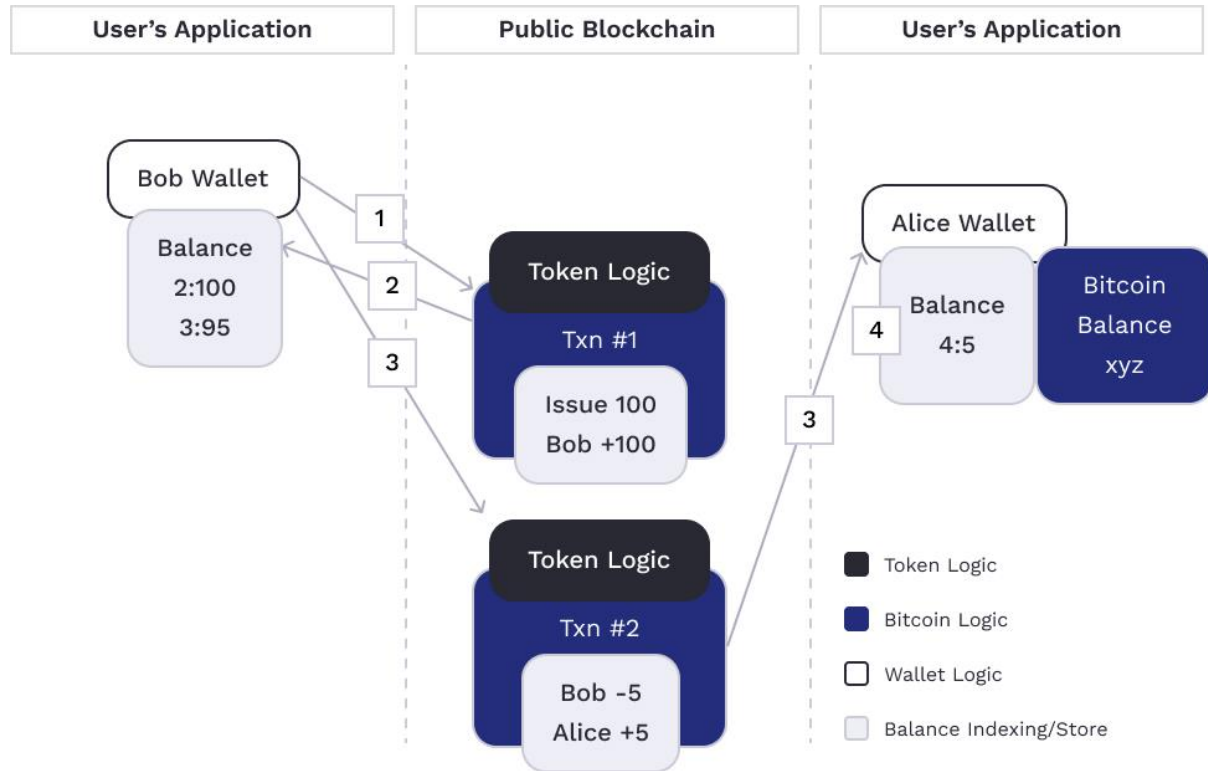 User's Application
Public Blockchain
User's Application
Bob Wallet
Balance
2:100
3:95
1
2
3
Token Logic
Txn #1
Issue 100
Bob +100
Token Logic
Txn #2
Bob -5
Alice +5
3
Alice Wallet
4
Balance
4:5
Bitcoin
Balance
xyz
Token Logic
Bitcoin Logic
Wallet Logic
Balance Indexing/Store